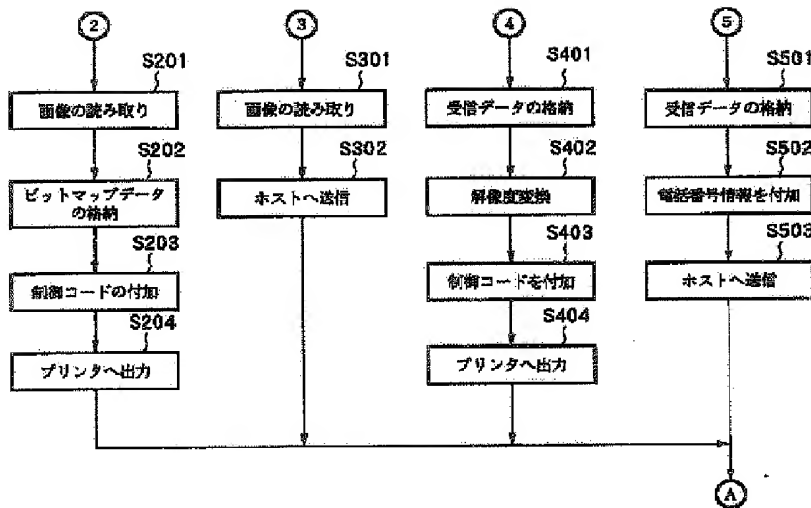 2
S201
画像の読み取り
S202
ビットマップデータ
の格納
S203
制御コードの付加
S204
プリンタへ出力
3
S301
画像の読み取り
S302
ホストへ送信
4
S401
受信データの格納
S402
解像度変換
S403
制御コードを付加
S404
プリンタへ出力
5
S501
受信データの格納
S502
電話番号情報を付加
S503
ホストへ送信
A